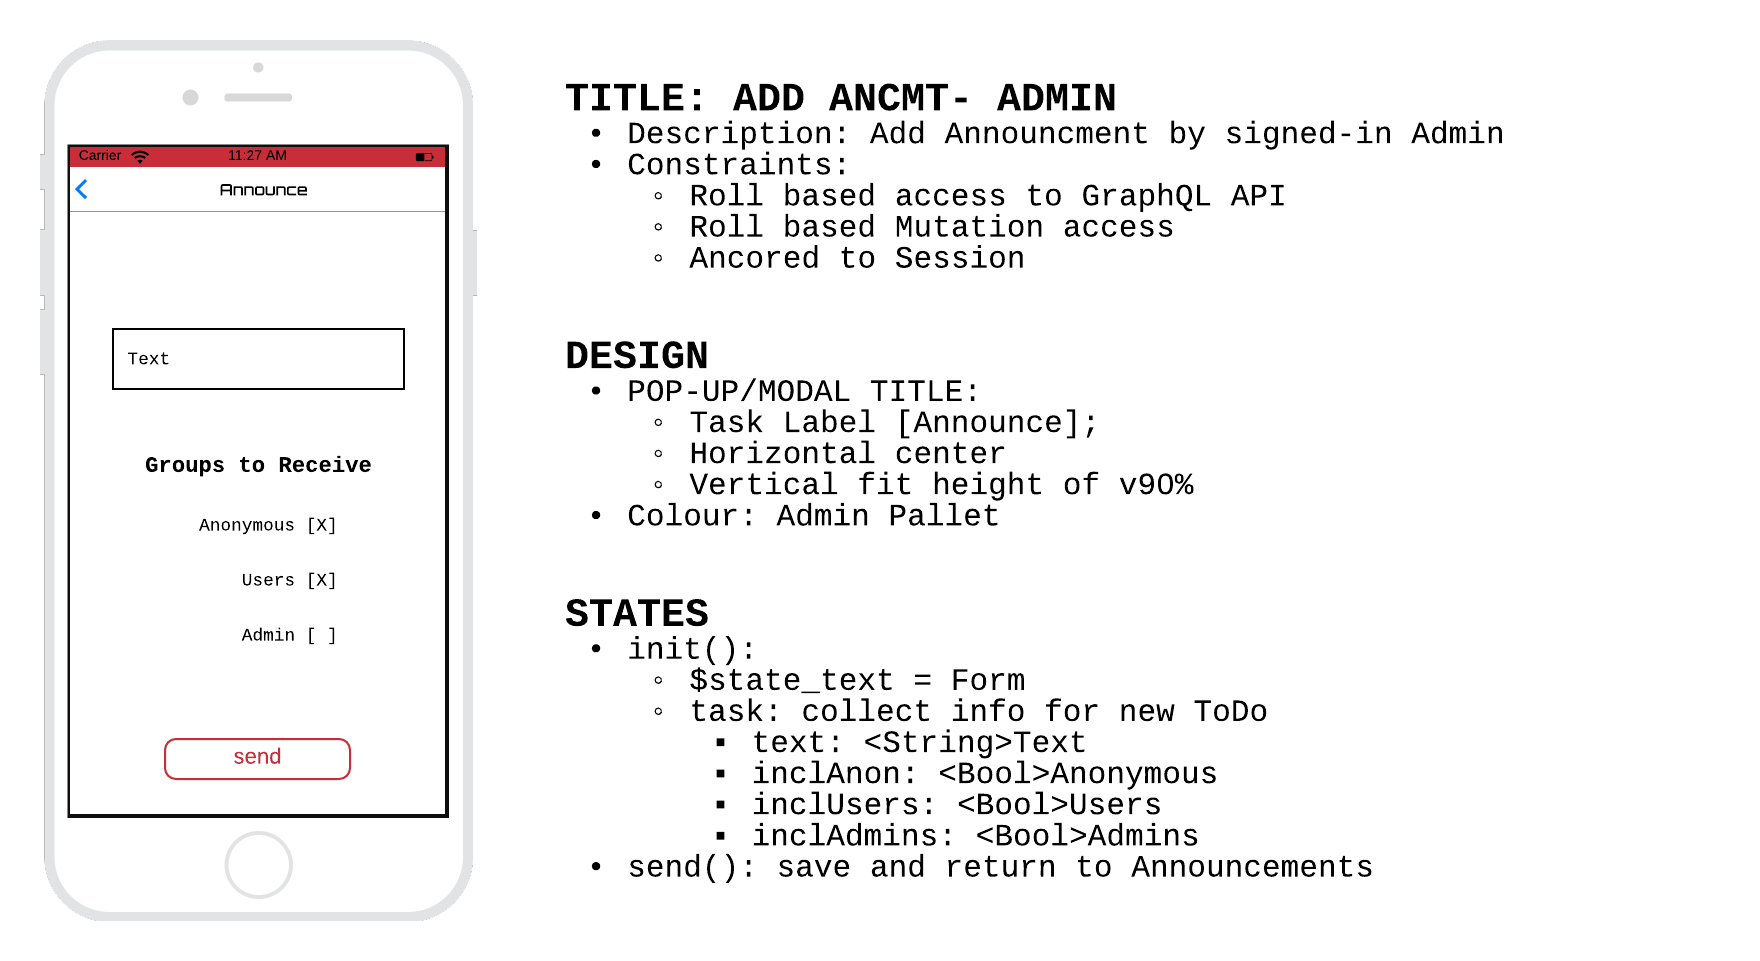 Carrier 11:27 AM
Announce
Text
Groups to Receive
Anonymous [X]
Users [X]
Admin [ ]
send
TITLE: ADD ANCMT- ADMIN
• Description: Add Announcment by signed-in Admin
• Constraints:
◦ Roll based access to GraphQL API
◦ Roll based Mutation access
◦ Ancored to Session
DESIGN
• POP-UP/MODAL TITLE:
◦ Task Label [Announce];
◦ Horizontal center
◦ Vertical fit height of v90%
• Colour: Admin Pallet
STATES
• init():
◦ $state_text = Form
◦ task: collect info for new ToDo
▪ text: <String>Text
▪ inclAnon: <Bool>Anonymous
▪ inclUsers: <Bool>Users
▪ inclAdmins: <Bool>Admins
• send(): save and return to Announcements